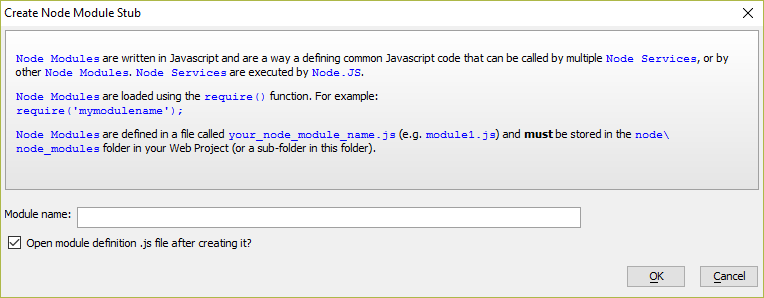 Create Node Module Stub
Node Modules are written in Javascript and are a way a defining common Javascript code that can be called by multiple Node Services, or by
other Node Modules. Node Services are executed by Node.JS.
Node Modules are loaded using the require() function. For example:
require('mymodulename');
Node Modules are defined in a file called your_node_module_name.js (e.g. module1.js) and must be stored in the node\
node_modules folder in your Web Project (or a sub-folder in this folder).
Module name:
Open module definition .js file after creating it?
OK
Cancel